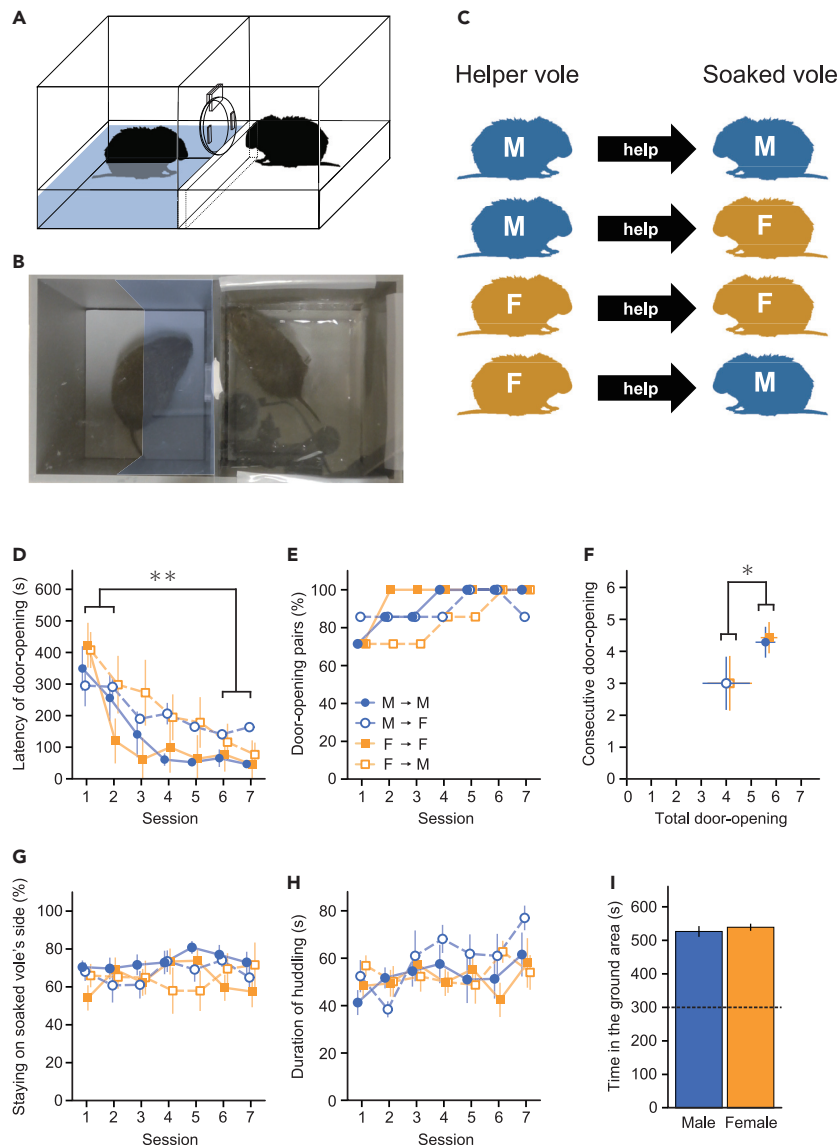 A
C
Helper vole
Soaked vole
M
help
M
M
help
F
B
F
help
F
F
help
M
D
E
F
Latency of door-opening (s)
600
500
400
300
200
100
0
**
1 2 3 4 5 6 7
Session
Door-opening pairs (%)
100
80
60
40
20
0
M → M
M → F
F → F
F → M
1 2 3 4 5 6 7
Session
Consecutive door-opening
6
5
4
3
2
1
0
*
0 1 2 3 4 5 6 7
Total door-opening
G
H
I
Staying on soaked vole's side (%)
100
80
60
40
20
0
1 2 3 4 5 6 7
Session
Duration of huddling (s)
80
60
40
20
0
1 2 3 4 5 6 7
Session
Time in the ground area (s)
600
500
400
300
200
100
0
Male Female